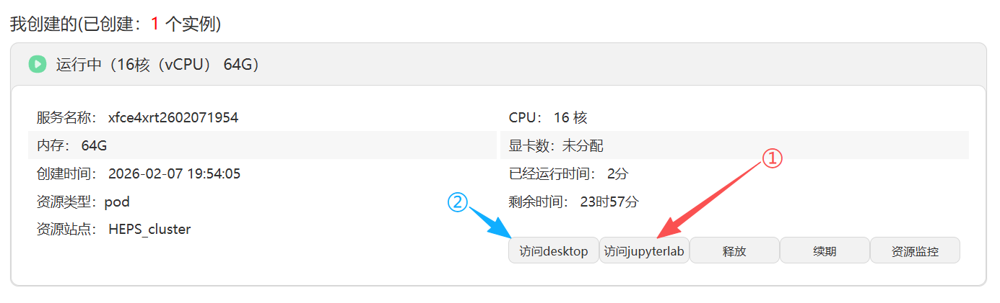 我创建的(已创建：1 个实例)
运行中（16核（vCPU） 64G）
服务名称： xfce4xrt2602071954
CPU： 16 核
内存： 64G
显卡数：未分配
①
创建时间： 2026-02-07 19:54:05
已经运行时间： 2分
②
资源类型：pod
剩余时间： 23时57分
资源站点： HEPS_cluster
访问desktop 访问jupyterlab 释放 续期 资源监控